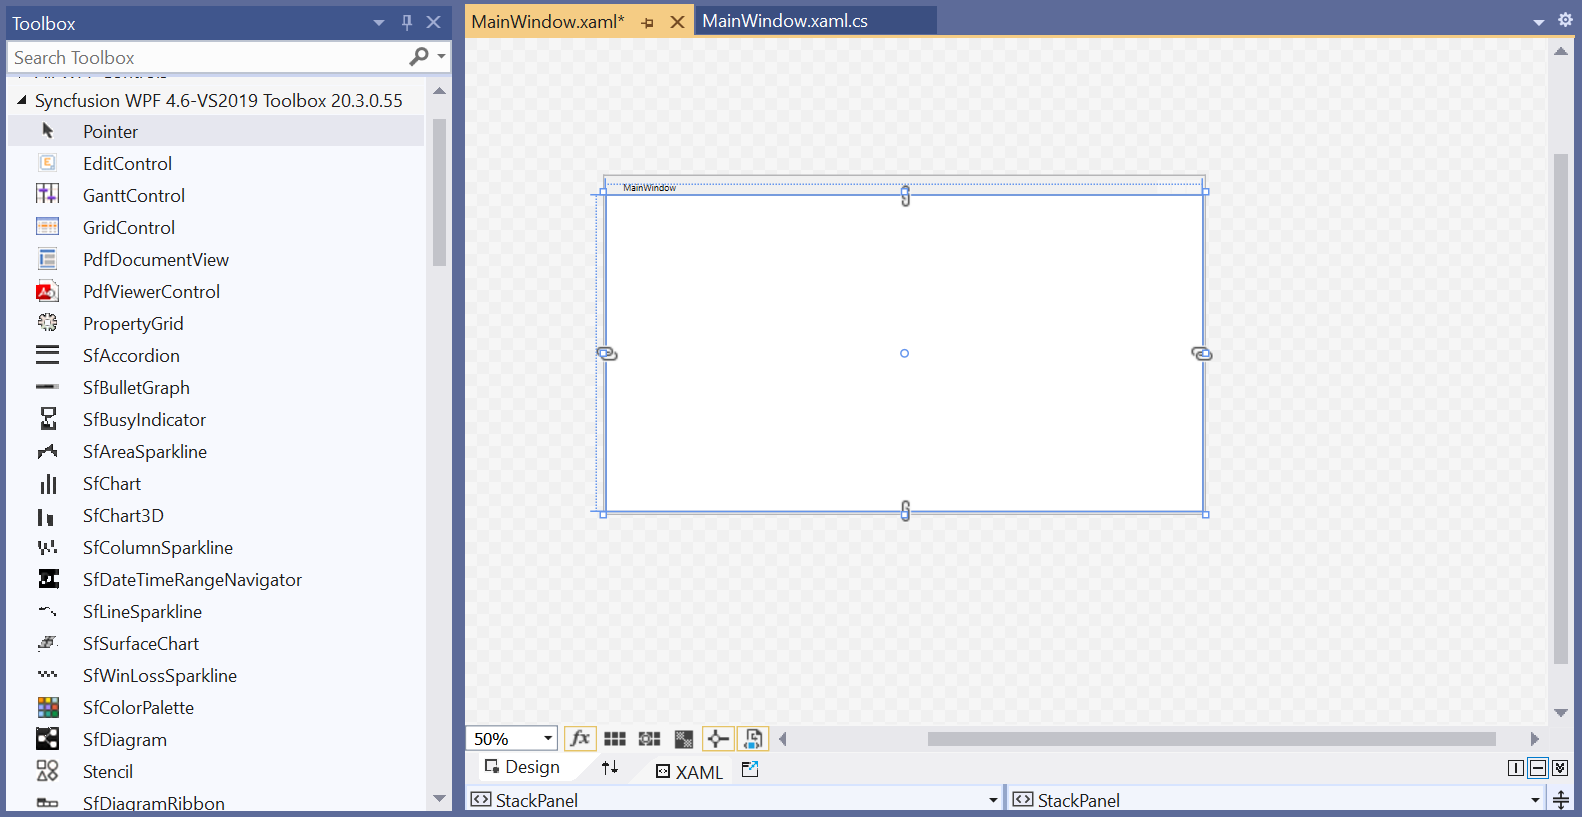 Toolbox
Search Toolbox
Syncfusion WPF 4.6-VS2019 Toolbox 20.3.0.55
Pointer
EditControl
GanttControl
GridControl
PdfDocumentView
PdfViewerControl
PropertyGrid
SfAccordion
SfBulletGraph
SfBusyIndicator
SfAreaSparkline
SfChart
SfChart3D
SfColumnSparkline
SfDateTimeRangeNavigator
SfLineSparkline
SfSurfaceChart
SfWinLossSparkline
SfColorPalette
SfDiagram
Stencil
SfDiagramRibbon
MainWindow.xaml*
MainWindow.xaml.cs
MainWindow
50%
fx
Design
XAML
StackPanel
StackPanel